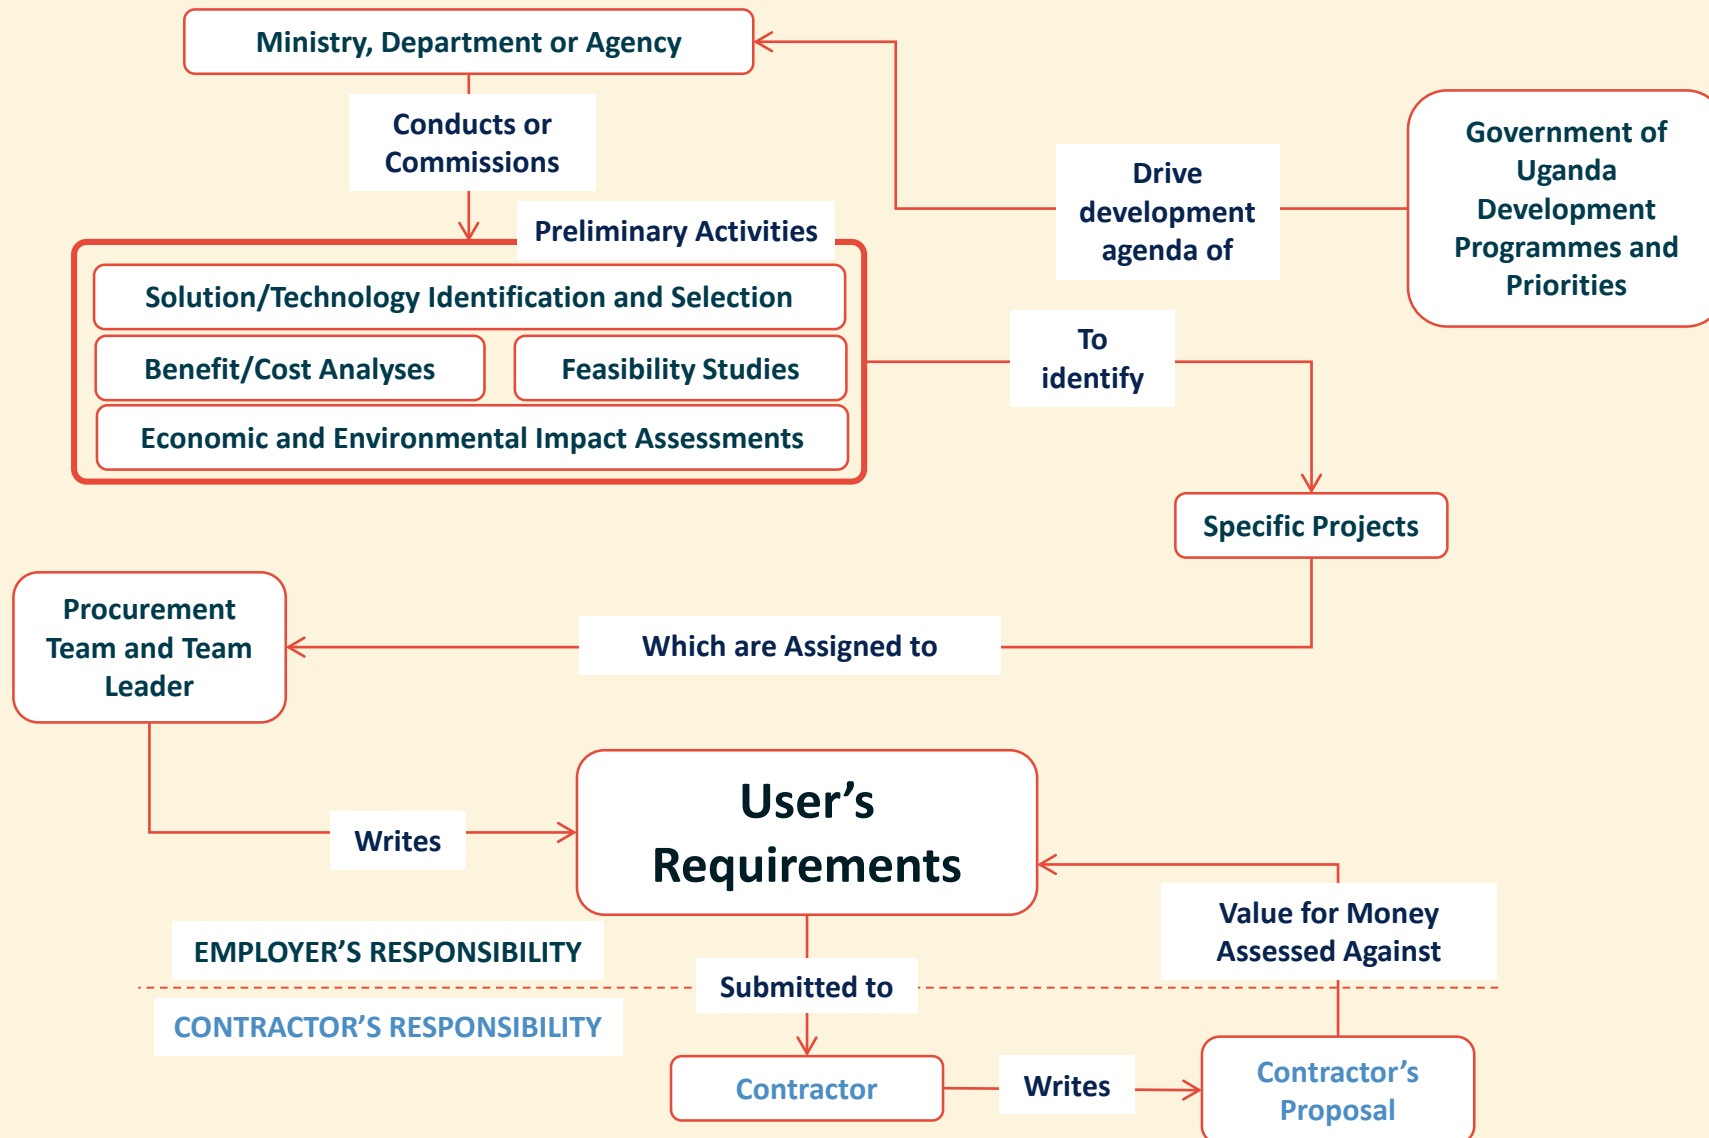 Ministry, Department or Agency
Conducts or
Commissions
Drive
development
agenda of
Government of
Uganda
Development
Programmes and
Priorities
Preliminary Activities
Solution/Technology Identification and Selection
Benefit/Cost Analyses
Feasibility Studies
Economic and Environmental Impact Assessments
To
identify
Specific Projects
Which are Assigned to
Procurement
Team and Team
Leader
Writes
User’s
Requirements
Value for Money
Assessed Against
EMPLOYER’S RESPONSIBILITY
Submitted to
CONTRACTOR’S RESPONSIBILITY
Contractor
Writes
Contractor’s
Proposal